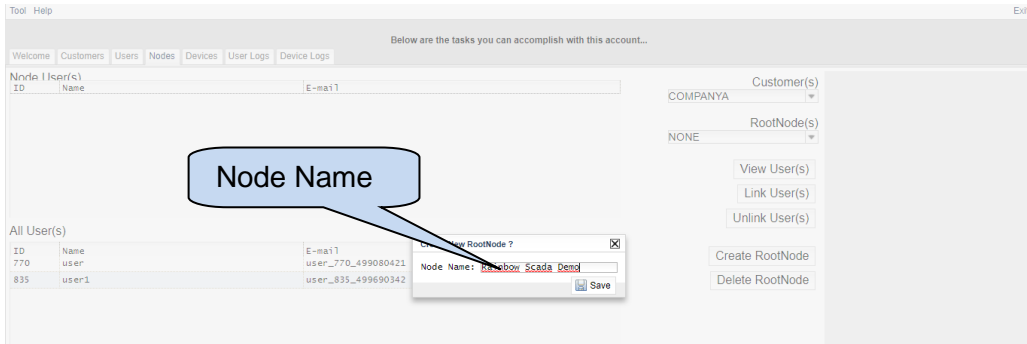 Tool Help Exit
Below are the tasks you can accomplish with this account...
Welcome Customers Users Nodes Devices User Logs Device Logs
Node User(s)
ID Name E-mail
Customer(s)
COMPANYA
RootNode(s)
NONE
Node Name
View User(s)
Link User(s)
Unlink User(s)
All User(s)
ID Name E-mail
770 user user_770_499080421
835 user1 user_835_499690342
New RootNode ?
Node Name: Rainbow Scada Demo
Save
Create RootNode
Delete RootNode